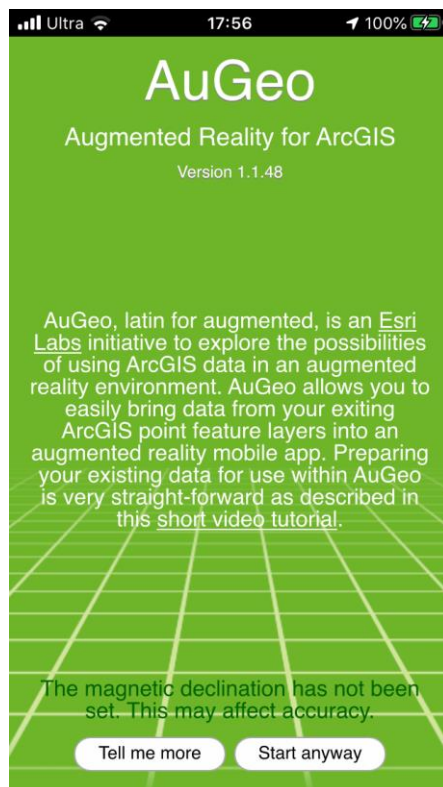 Ultra 17:56 100%
AuGeo
Augmented Reality for ArcGIS
Version 1.1.48
AuGeo, latin for augmented, is an Esri
Labs initiative to explore the possibilities
of using ArcGIS data in an augmented
reality environment. AuGeo allows you to
easily bring data from your exiting
ArcGIS point feature layers into an
augmented reality mobile app. Preparing
your existing data for use within AuGeo
is very straight-forward as described in
this short video tutorial.
The magnetic declination has not been
set. This may affect accuracy.
Tell me more Start anyway